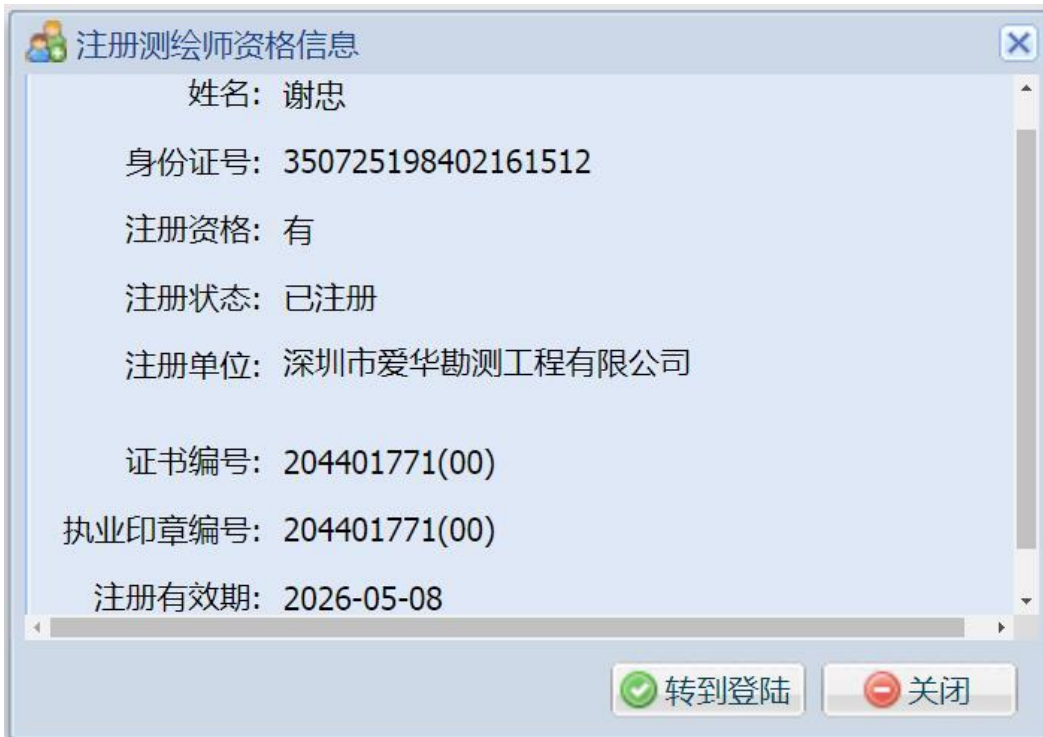 注册测绘师资格信息
姓名: 谢忠
身份证号: 350725198402161512
注册资格: 有
注册状态: 已注册
注册单位: 深圳市爱华勘测工程有限公司
证书编号: 204401771(00)
执业印章编号: 204401771(00)
注册有效期: 2026-05-08
转到登陆 关闭